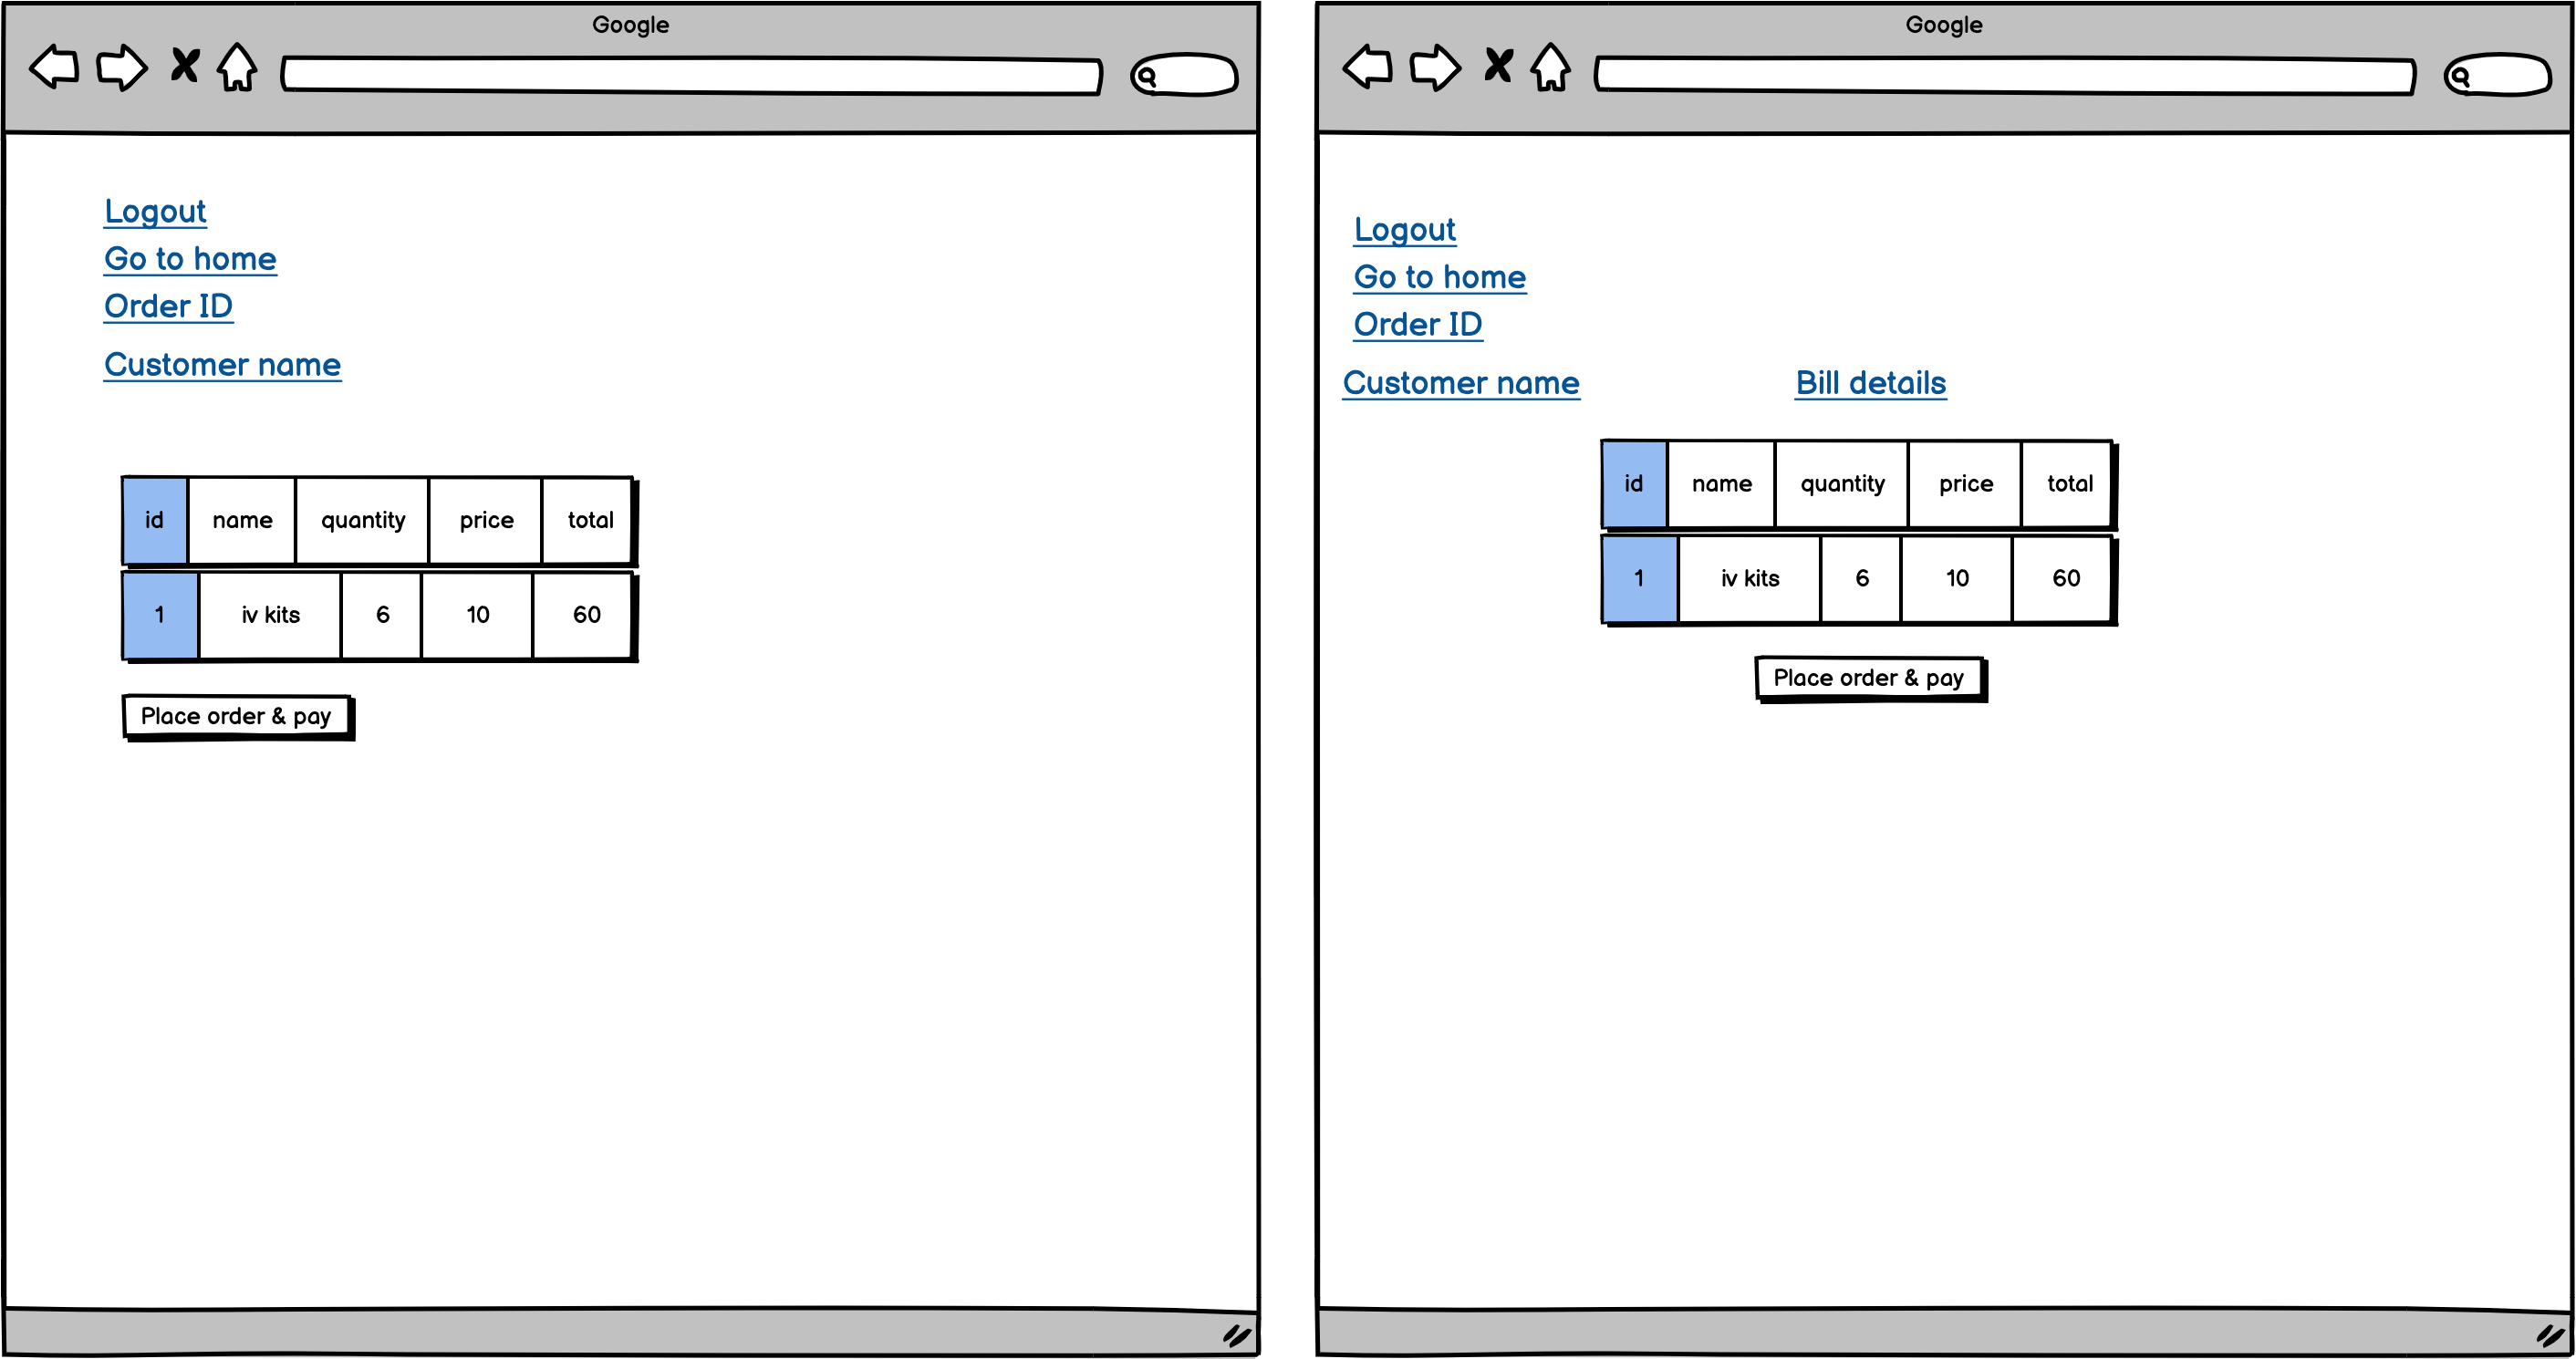 Google
Logout
Go to home
Order ID
Customer name
id name quantity price total
1 iv kits 6 10 60
Place order & pay
Google
Logout
Go to home
Order ID
Customer name Bill details
id name quantity price total
1 iv kits 6 10 60
Place order & pay